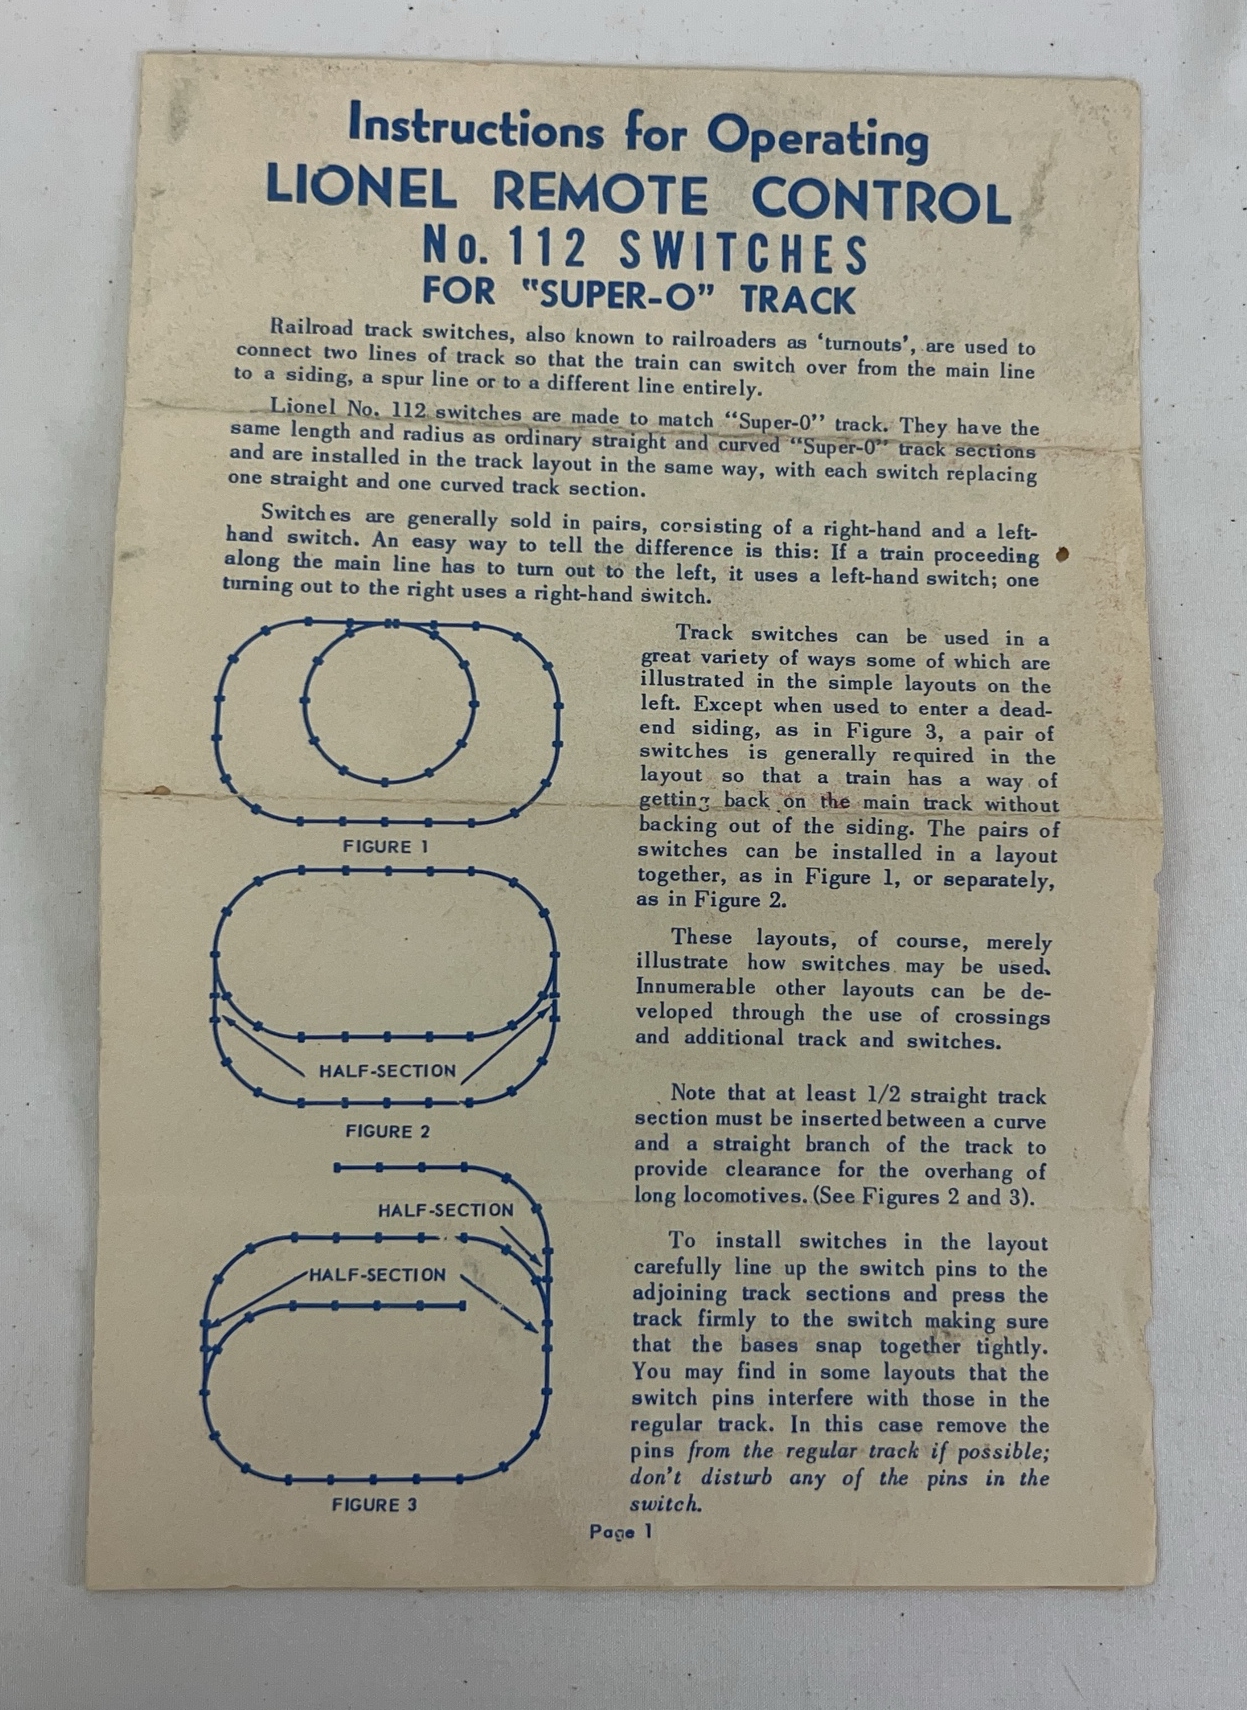 Instructions for Operating
LIONEL REMOTE CONTROL
No. 112 SWITCHES
FOR "SUPER-O" TRACK
Railroad track switches, also known to railroaders as 'turnouts', are used to
connect two lines of track so that the train can switch over from the main line
to a siding, a spur line or to a different line entirely.
Lionel No. 112 switches are made to match "Super-0" track. They have the
same length and radius as ordinary straight and curved "Super-0" track sections
and are installed in the track layout in the same way, with each switch replacing
one straight and one curved track section.
Switches are generally sold in pairs, consisting of a right-hand and a left-
hand switch. An easy way to tell the difference is this: If a train proceeding
along the main line has to turn out to the left, it uses a left-hand switch; one
turning out to the right uses a right-hand switch.
FIGURE 1
HALF-SECTION
FIGURE 2
HALF-SECTION
HALF-SECTION
FIGURE 3
Track switches can be used in a
great variety of ways some of which are
illustrated in the simple layouts on the
left. Except when used to enter a dead-
end siding, as in Figure 3, a pair of
switches is generally required in the
layout so that a train has a way of
getting back on the main track without
backing out of the siding. The pairs of
switches can be installed in a layout
together, as in Figure 1, or separately,
as in Figure 2.
These layouts, of course, merely
illustrate how switches may be used.
Innumerable other layouts can be de-
veloped through the use of crossings
and additional track and switches.
Note that at least 1/2 straight track
section must be inserted between a curve
and a straight branch of the track to
provide clearance for the overhang of
long locomotives. (See Figures 2 and 3).
To install switches in the layout
carefully line up the switch pins to the
adjoining track sections and press the
track firmly to the switch making sure
that the bases snap together tightly.
You may find in some layouts that the
switch pins interfere with those in the
regular track. In this case remove the
pins from the regular track if possible;
don't disturb any of the pins in the
switch.
Page 1